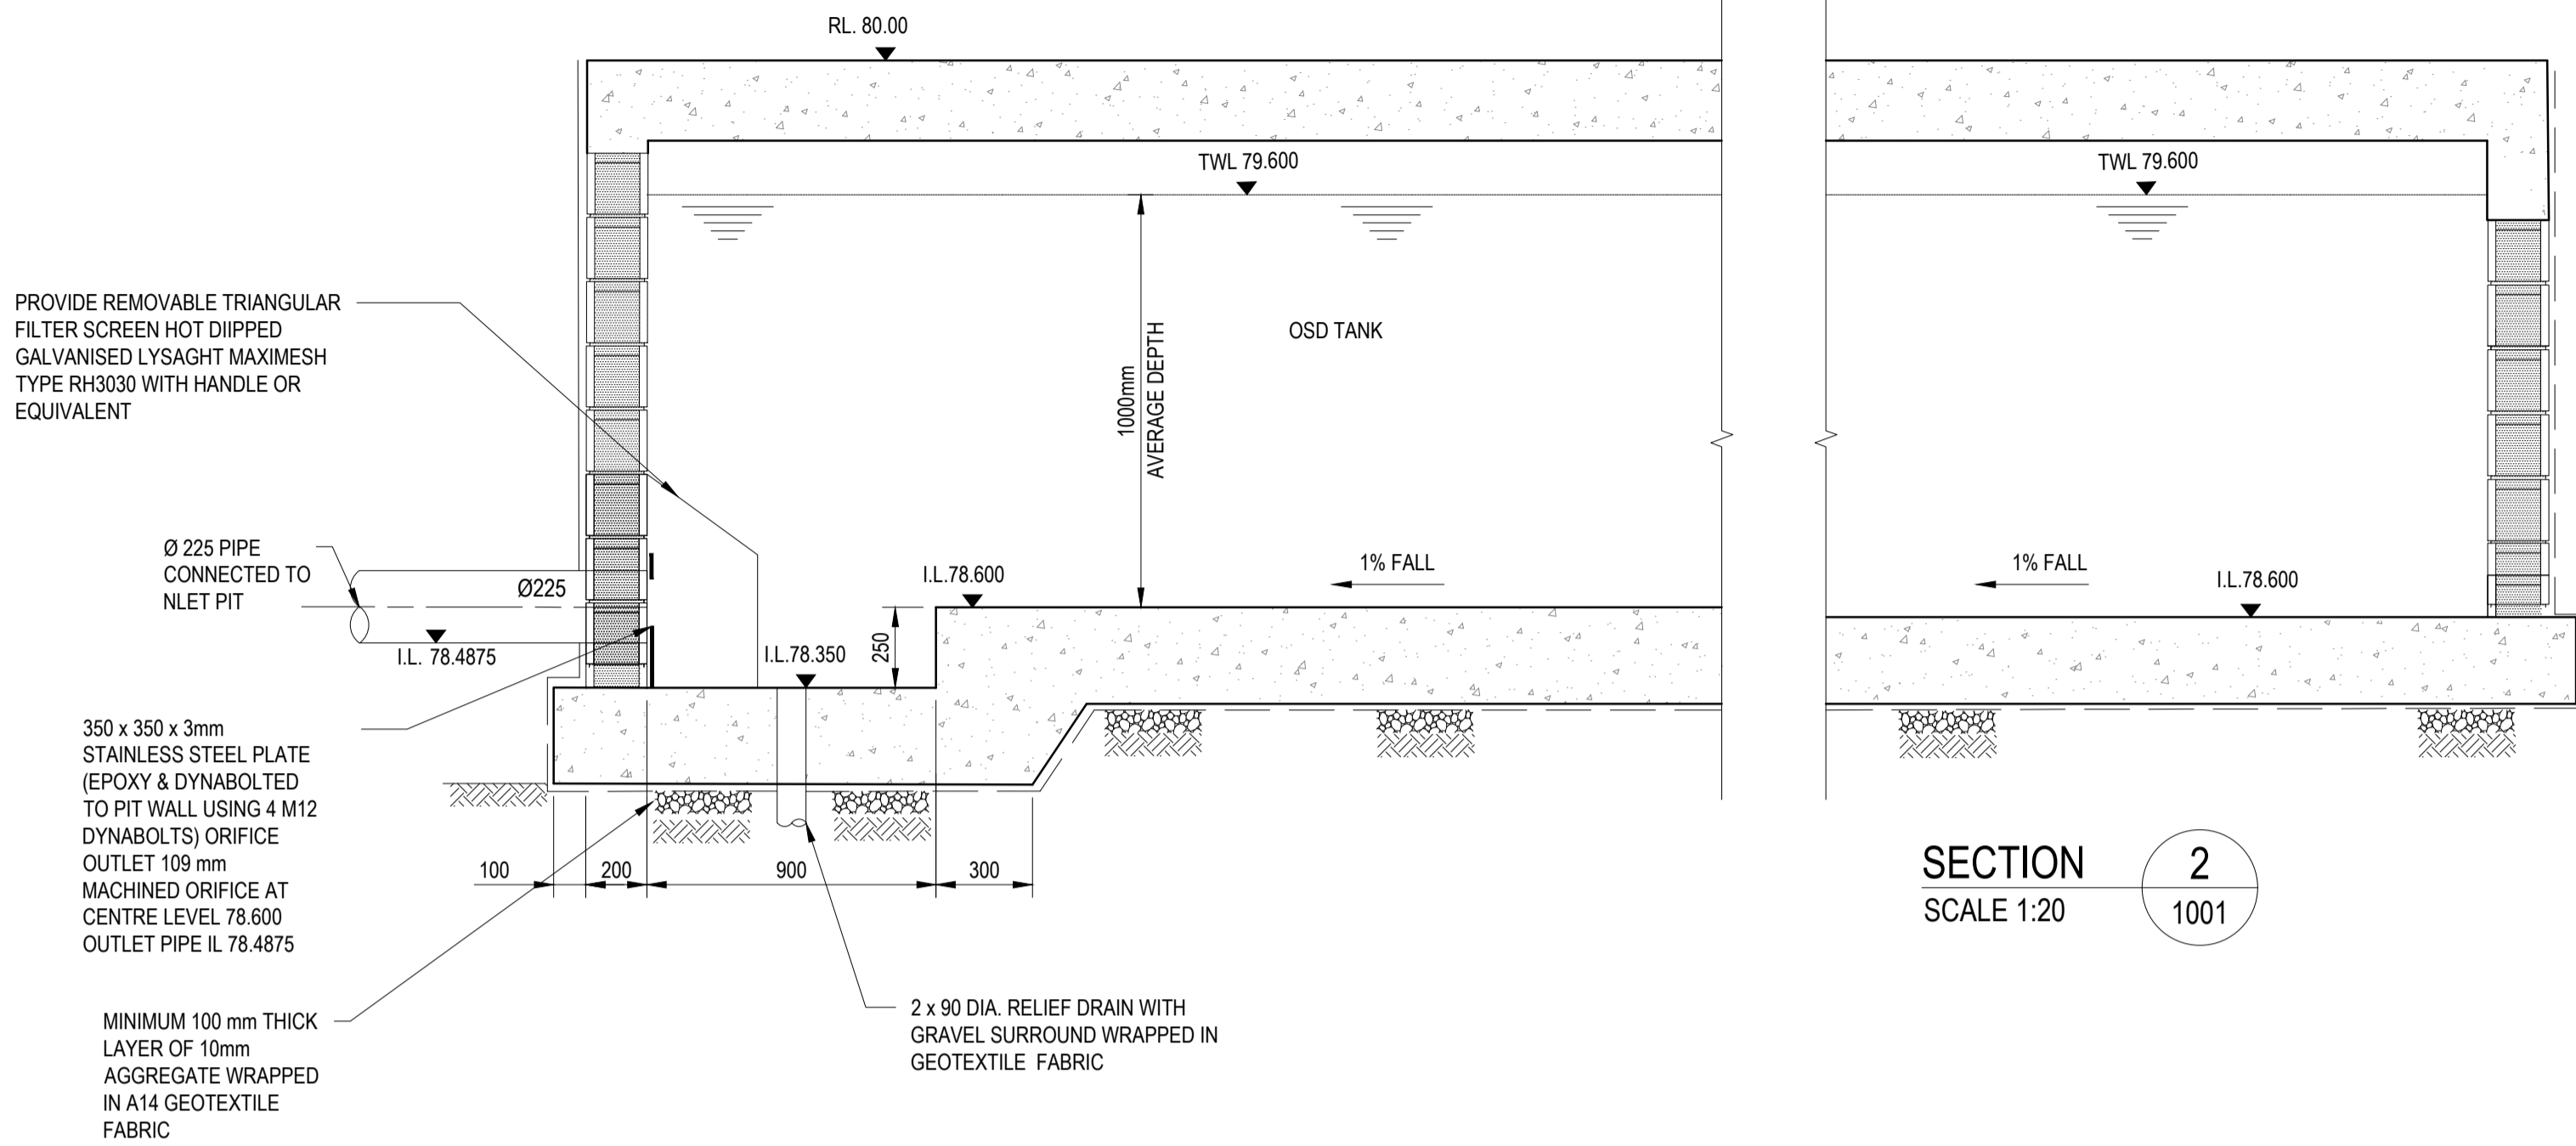 RL. 80.00
TWL 79.600
TWL 79.600
PROVIDE REMOVABLE TRIANGULAR
FILTER SCREEN HOT DIIPPED
GALVANISED LYSAGHT MAXIMESH
TYPE RH3030 WITH HANDLE OR
EQUIVALENT
OSD TANK
1000mm
AVERAGE DEPTH
Ø 225 PIPE
CONNECTED TO
NLET PIT
Ø225
I.L. 78.4875
I.L.78.600
1% FALL
1% FALL
I.L.78.600
I.L.78.350
250
350 x 350 x 3mm
STAINLESS STEEL PLATE
(EPOXY & DYNABOLTED
TO PIT WALL USING 4 M12
DYNABOLTS) ORIFICE
OUTLET 109 mm
MACHINED ORIFICE AT
CENTRE LEVEL 78.600
OUTLET PIPE IL 78.4875
100
200
900
300
SECTION
SCALE 1:20
2
1001
MINIMUM 100 mm THICK
LAYER OF 10mm
AGGREGATE WRAPPED
IN A14 GEOTEXTILE
FABRIC
2 x 90 DIA. RELIEF DRAIN WITH
GRAVEL SURROUND WRAPPED IN
GEOTEXTILE FABRIC